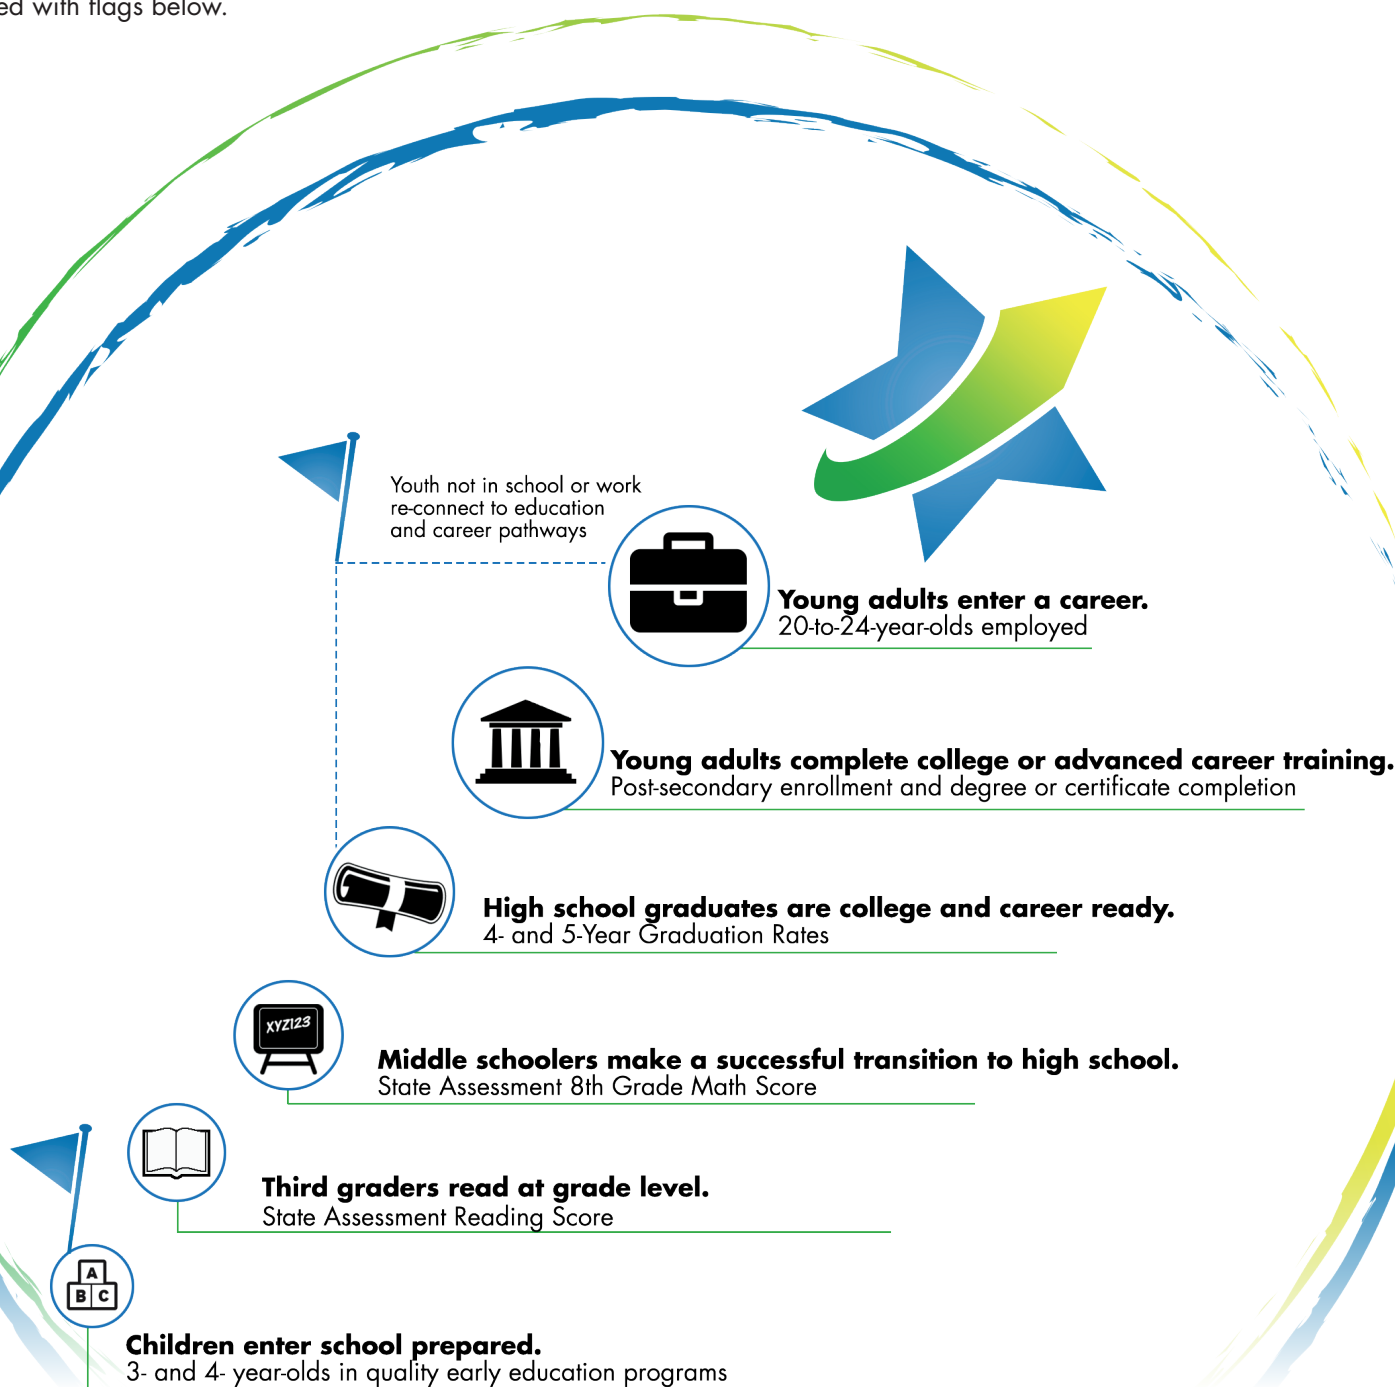 ed with flags below.
Youth not in school or work
re-connect to education
and career pathways
Young adults enter a career.
20-to-24-year-olds employed
Young adults complete college or advanced career training.
Post-secondary enrollment and degree or certificate completion
High school graduates are college and career ready.
4- and 5-Year Graduation Rates
XYZ123
Middle schoolers make a successful transition to high school.
State Assessment 8th Grade Math Score
Third graders read at grade level.
State Assessment Reading Score
A
B C
Children enter school prepared.
3- and 4- year-olds in quality early education programs